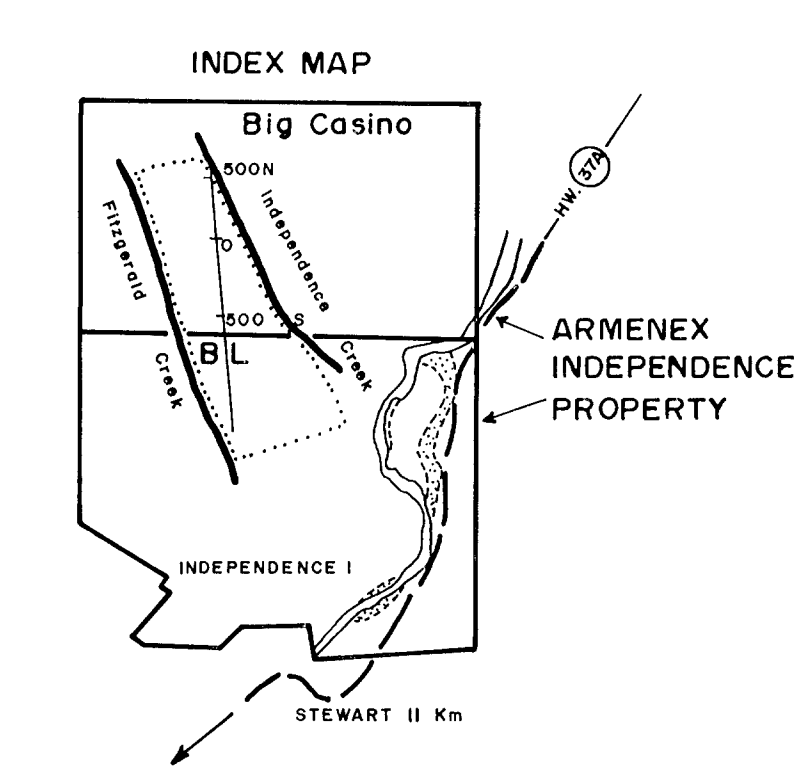 INDEX MAP
Big Casino
HW. 37A
500N
Independence
Fitzgerald
0
500 S
ARMENEX
INDEPENDENCE
PROPERTY
B.L.
Creek
Creek
INDEPENDENCE I
STEWART 11 Km